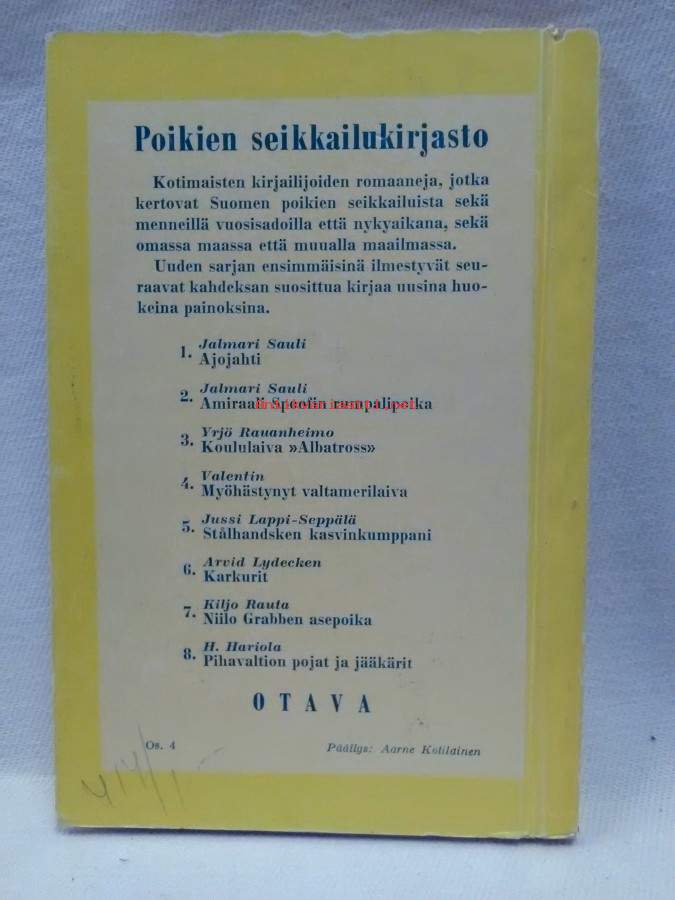 Poikien seikkailukirjasto
Kotimaisten kirjailijoiden romaaneja, jotka
kertovat Suomen poikien seikkailuista sekä
menneillä vuosisadoilla että nykyaikana, sekä
omassa maassa että muualla maailmassa.
Uuden sarjan ensimmäisinä ilmestyvät seu-
raavat kahdeksan suosittua kirjaa uusina huo-
keina painoksina.
1. Jalmari Sauli
Ajojahti
2. Jalmari Sauli
Amiraali Spoofin rumpalipoika
3. Yrjö Rauanheimo
Koululaiva »Albatross»
4. Valentin
Myöhästynyt valtamerilaiva
5. Jussi Lappi-Seppälä
Stålhandsken kasvinkumppani
6. Arvid Lydecken
Karkurit
7. Kiljo Rauta
Niilo Grabben asepoika
8. H. Hariola
Pihavaltion pojat ja jääkärit
OTAVA
Os. 4
Päällys: Aarne Kotilainen